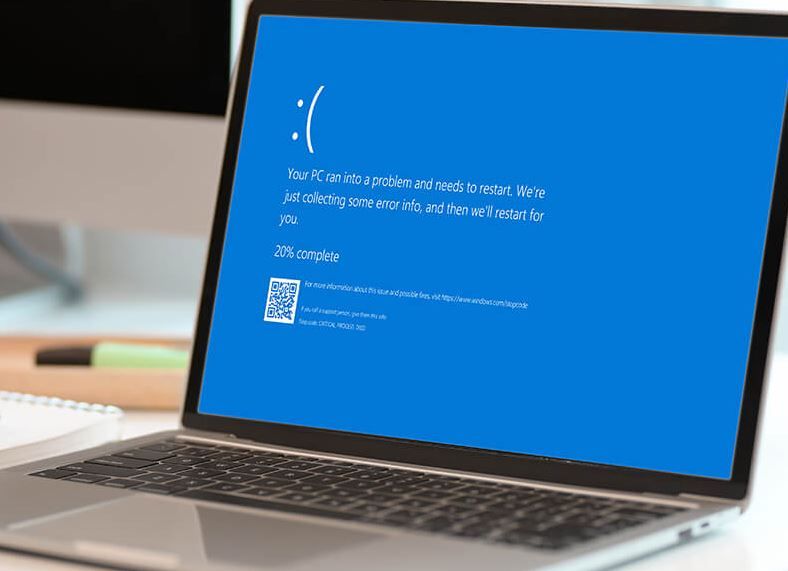 :(
Your PC ran into a problem and needs to restart. We're
just collecting some error info, and then we'll restart for
you.
20% complete
For more information about this issue and possible fixes, visit https://www.windows.com/stopcode
If you call a support person, give them this info:
Stop code: CRITICAL_PROCESS_DIED